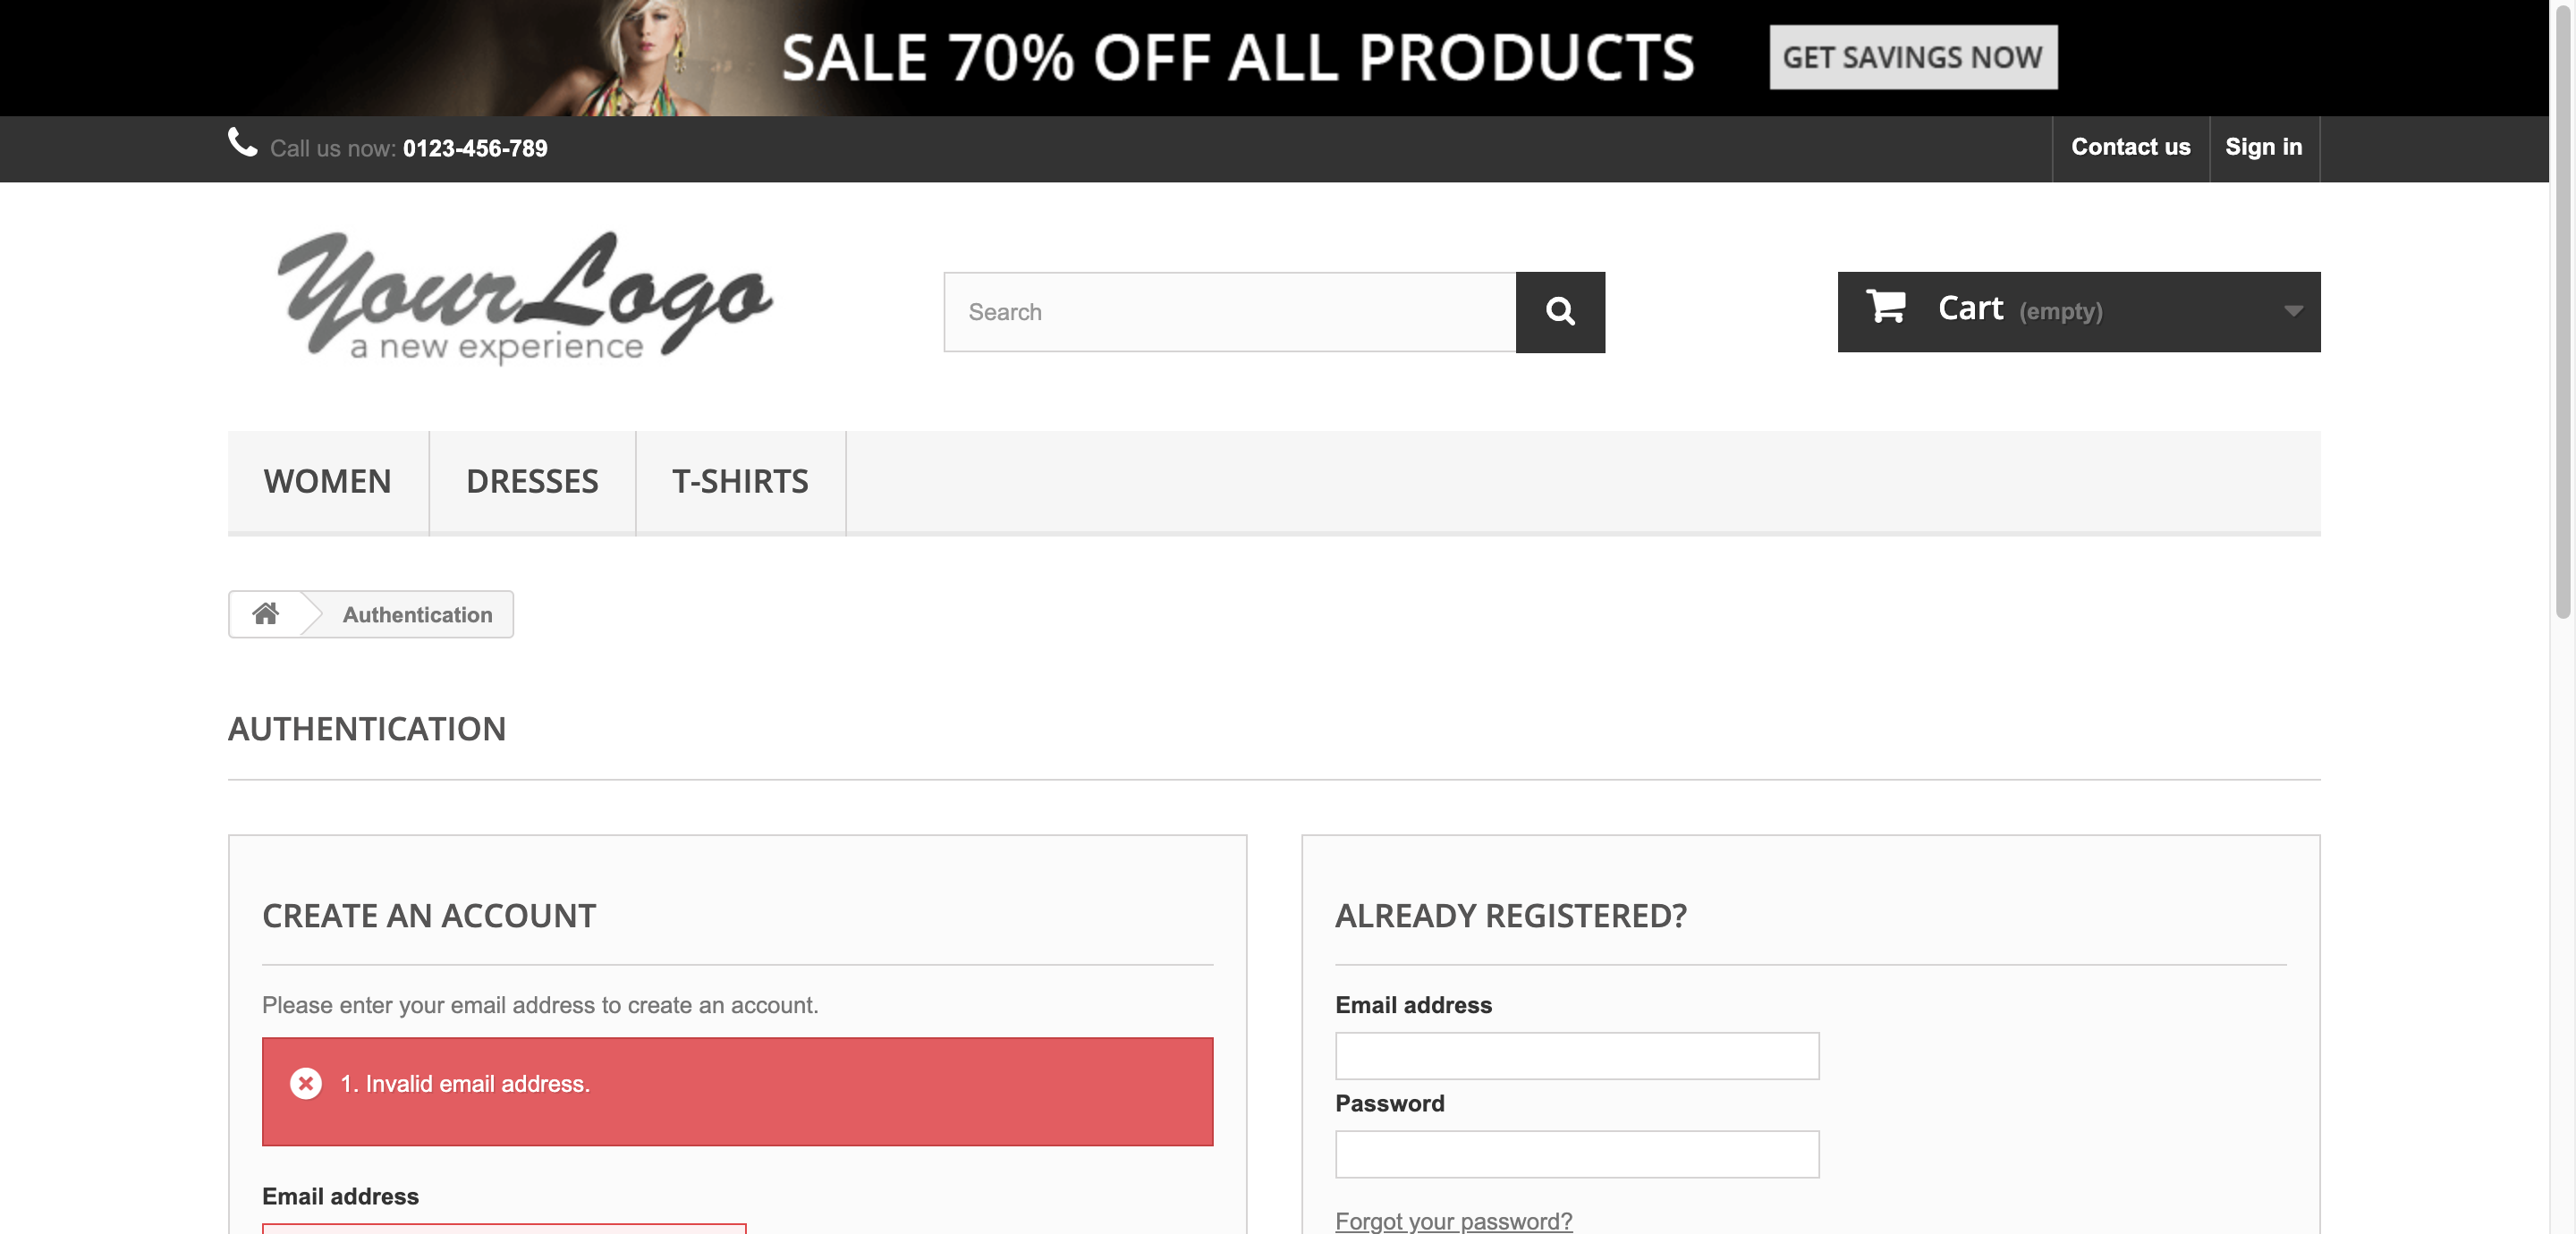 SALE 70% OFF ALL PRODUCTS GET SAVINGS NOW
Call us now: 0123-456-789 Contact us Sign in
YourLogo
a new experience
Search
Cart (empty)
WOMEN DRESSES T-SHIRTS
Authentication
AUTHENTICATION
CREATE AN ACCOUNT
Please enter your email address to create an account.
1. Invalid email address.
Email address
ALREADY REGISTERED?
Email address
Password
Forgot your password?